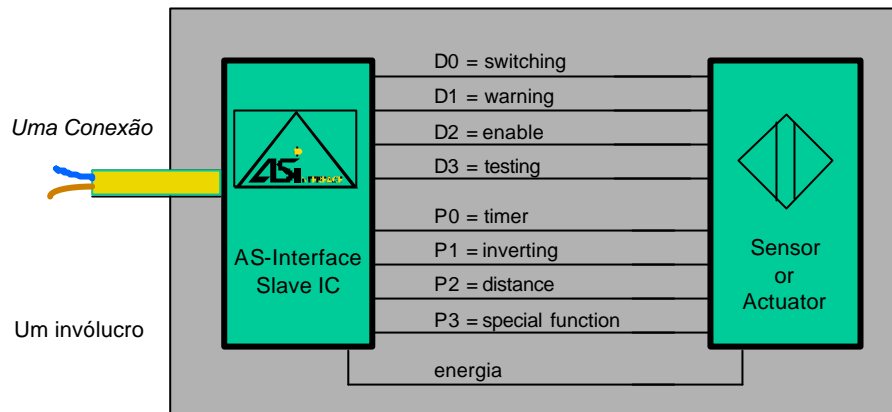 D0 = switching
D1 = warning
Uma Conexão
D2 = enable
D3 = testing
P0 = timer
AS-Interface
Slave IC
P1 = inverting
P2 = distance
P3 = special function
Sensor
or
Actuator
Um invólucro
energia